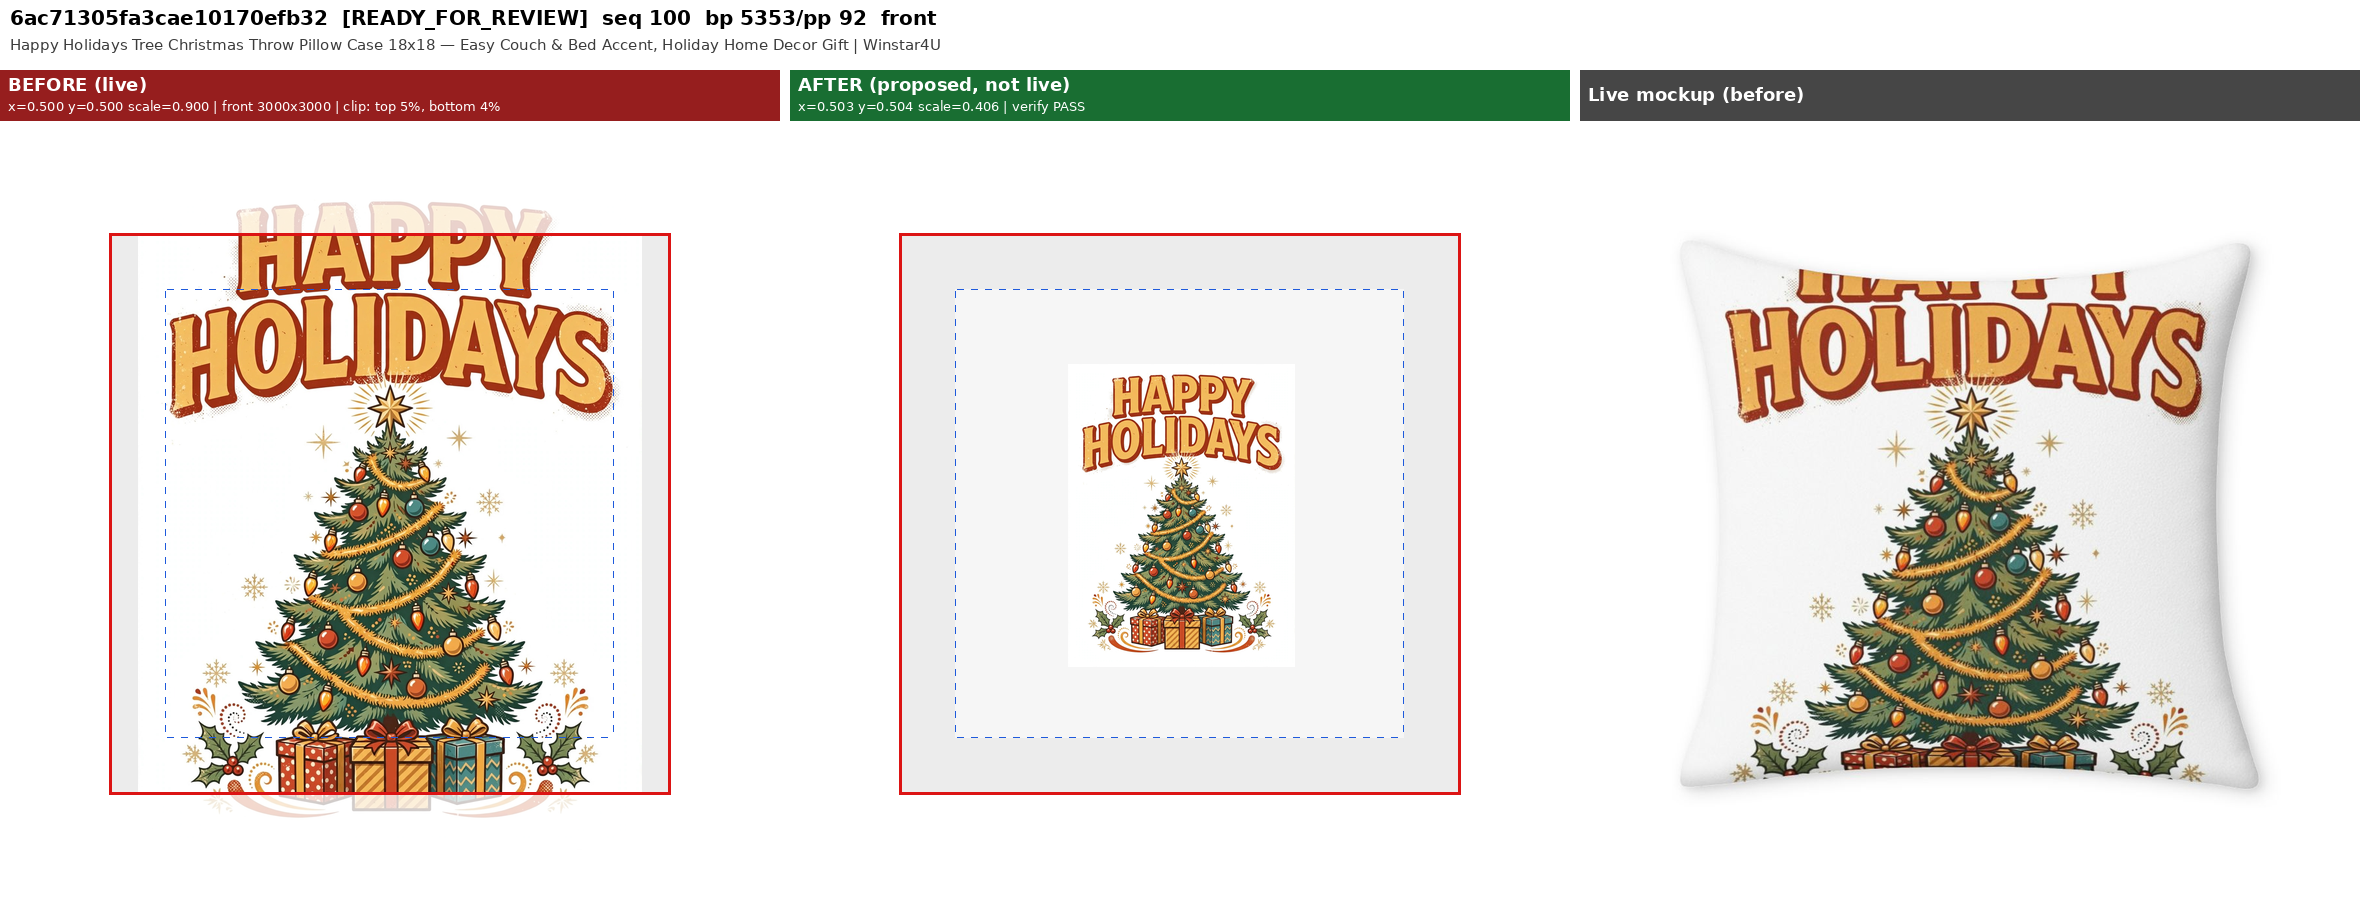 6ac71305fa3cae10170efb32 [READY_FOR_REVIEW] seq 100 bp 5353/pp 92 front
Happy Holidays Tree Christmas Throw Pillow Case 18x18 — Easy Couch & Bed Accent, Holiday Home Decor Gift | Winstar4U
BEFORE (live)
x=0.500 y=0.500 scale=0.900 | front 3000x3000 | clip: top 5%, bottom 4%
AFTER (proposed, not live)
x=0.503 y=0.504 scale=0.406 | verify PASS
Live mockup (before)
HAPPY
HOLIDAYS
HAPPY
HOLIDAYS
HAPPY
HOLIDAYS